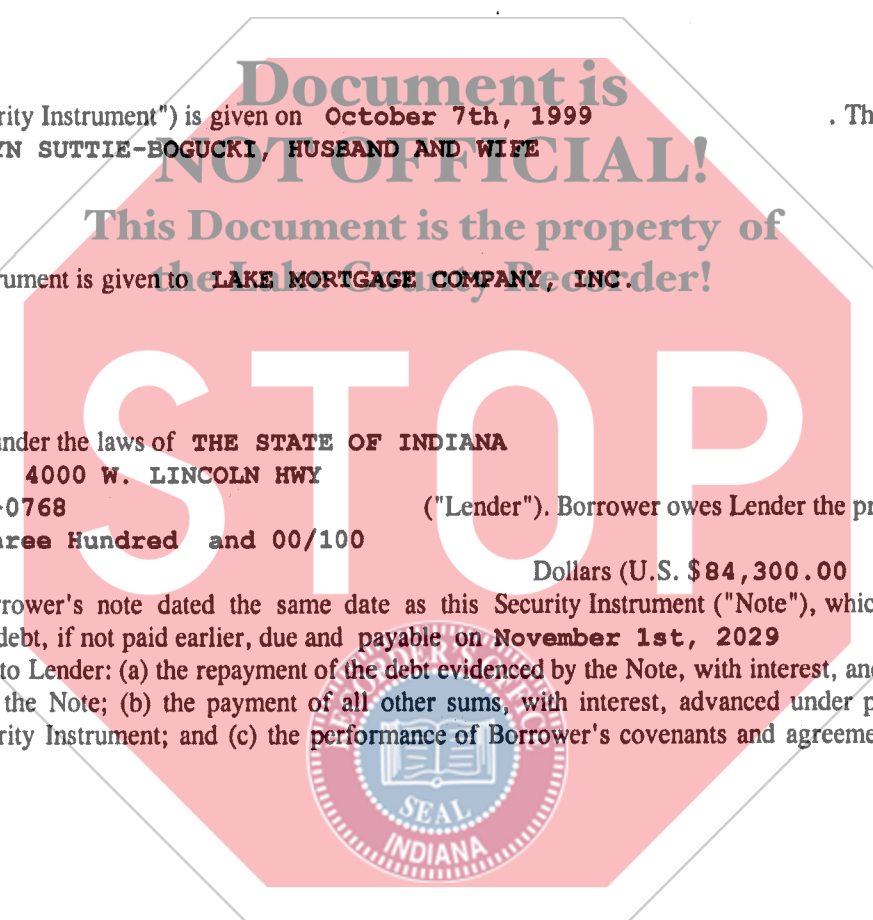 Document is
rity Instrument") is given on October 7th, 1999 . Th
YN SUTTIE-BOGUCKI, HUSBAND AND WIFE
NOT OFFICIAL!
This Document is the property of
rument is given to LAKE MORTGAGE COMPANY, INC.
the Lake County Recorder!
STOP
under the laws of THE STATE OF INDIANA
4000 W. LINCOLN HWY
-0768 ("Lender"). Borrower owes Lender the pr
ree Hundred and 00/100
Dollars (U.S. $84,300.00
rrower's note dated the same date as this Security Instrument ("Note"), whic
debt, if not paid earlier, due and payable on November 1st, 2029
to Lender: (a) the repayment of the debt evidenced by the Note, with interest, and
the Note; (b) the payment of all other sums, with interest, advanced under p
rity Instrument; and (c) the performance of Borrower's covenants and agreeme
SEAL
INDIANA